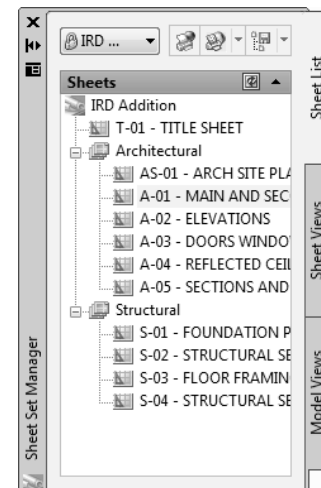 IRD ...
Sheets
IRD Addition
T-01 - TITLE SHEET
Architectural
AS-01 - ARCH SITE PLA
A-01 - MAIN AND SEC
A-02 - ELEVATIONS
A-03 - DOORS WINDO
A-04 - REFLECTED CEIL
A-05 - SECTIONS AND
Structural
S-01 - FOUNDATION P
S-02 - STRUCTURAL SE
S-03 - FLOOR FRAMIN
S-04 - STRUCTURAL SE
Sheet List
Sheet Views
Model Views
Sheet Set Manager